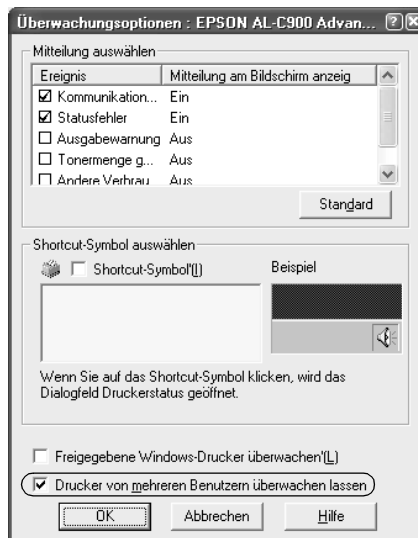 Überwachungsoptionen : EPSON AL-C900 Advan...
Mitteilung auswählen
Ereignis Mitteilung am Bildschirm anzeig
Kommunikation... Ein
Statusfehler Ein
Ausgabewarnung Aus
Tonermenge g... Aus
Andere Verbrau Aus
Standard
Shortcut-Symbol auswählen
Shortcut-Symbol'(I) Beispiel
Wenn Sie auf das Shortcut-Symbol klicken, wird das
Dialogfeld Druckerstatus geöffnet.
Freigegebene Windows-Drucker überwachen'(L)
Drucker von mehreren Benutzern überwachen lassen
OK Abbrechen Hilfe